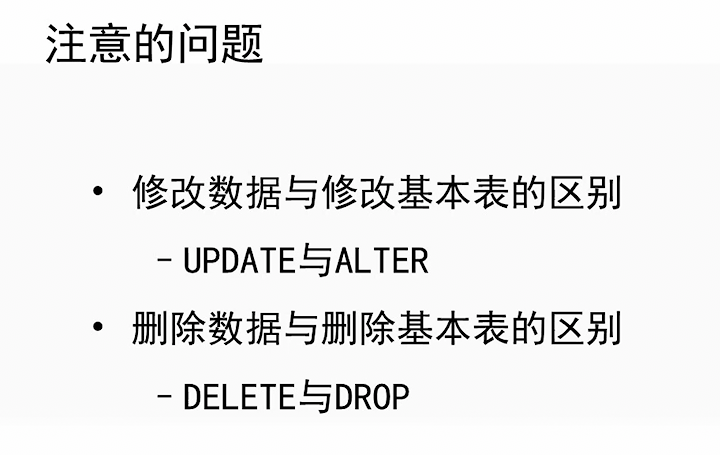 注意的问题
• 修改数据与修改基本表的区别
– UPDATE与ALTER
• 删除数据与删除基本表的区别
– DELETE与DROP